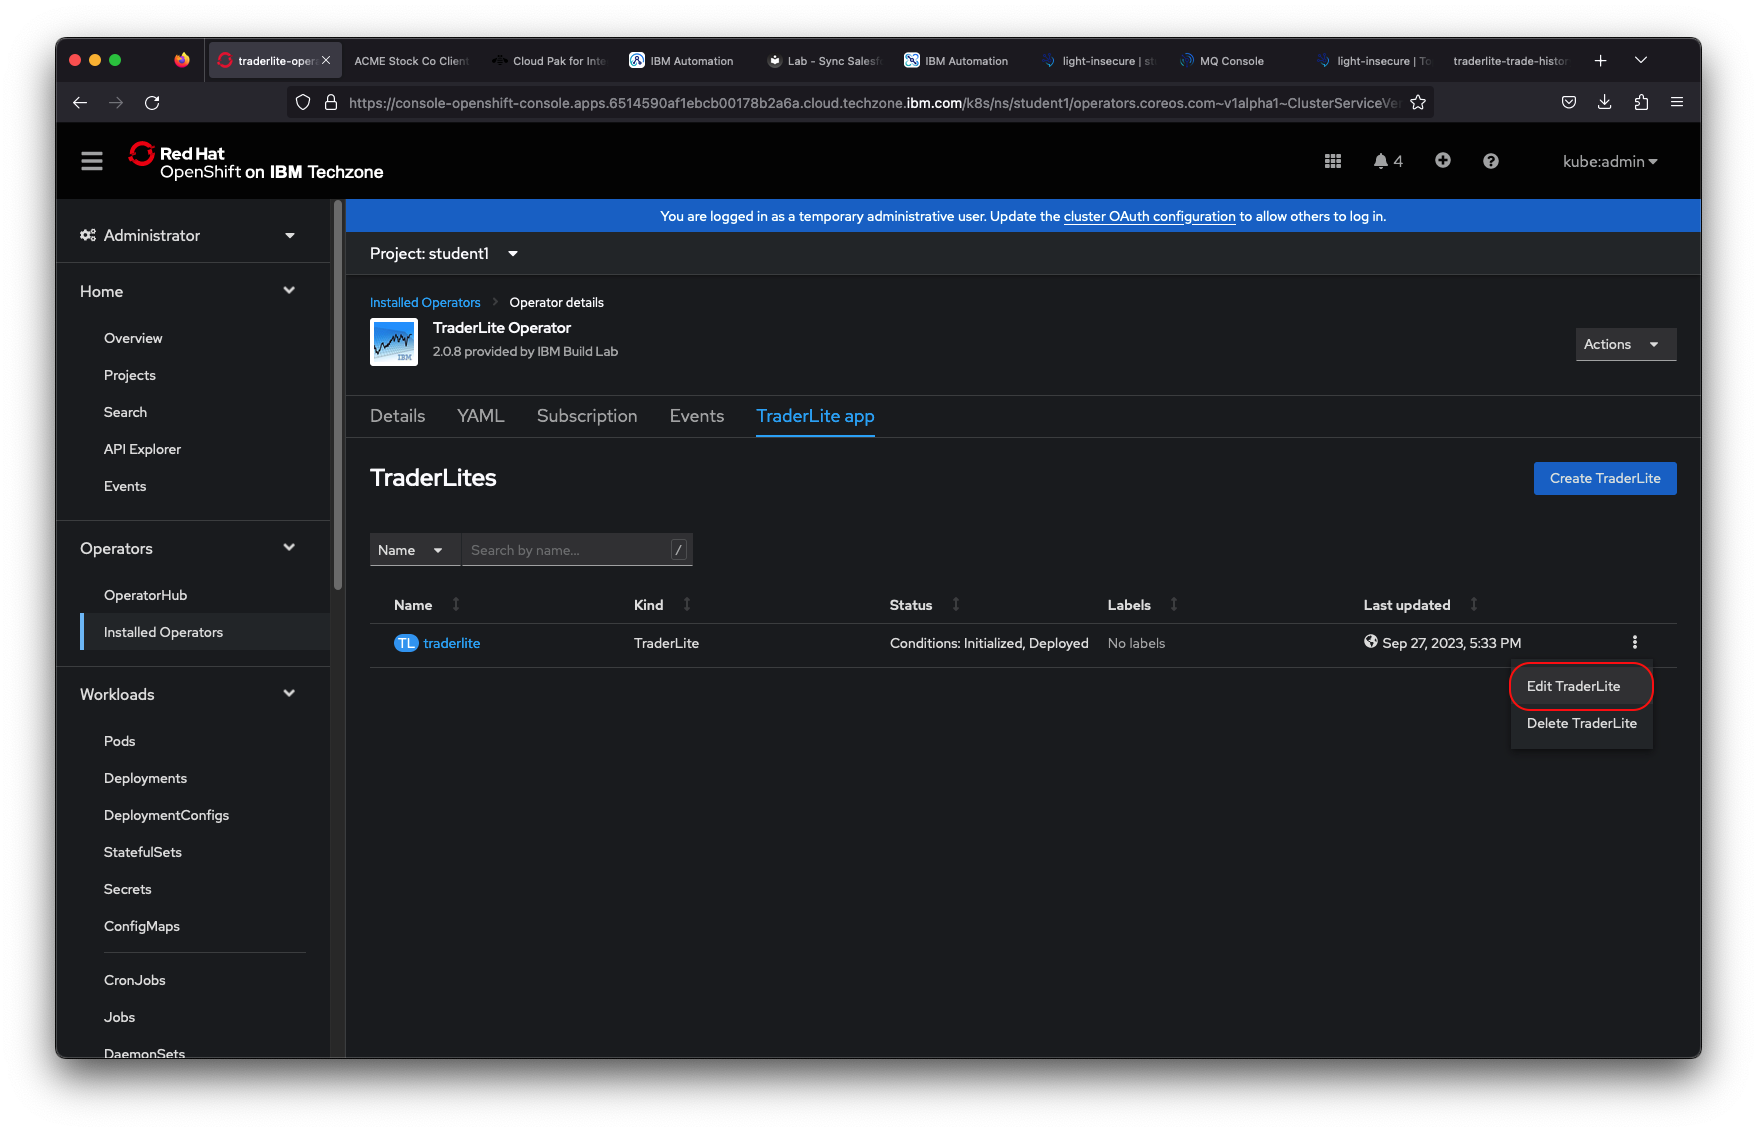 traderlite-oper
ACME Stock Co Client
Cloud Pak for Inte
IBM Automation
Lab - Sync Salesf
IBM Automation
light-insecure | st
MQ Console
light-insecure | To
traderlite-trade-histor
https://console-openshift-console.apps.6514590af1ebcb00178b2a6a.cloud.techzone.ibm.com/k8s/ns/student1/operators.coreos.com~v1alpha1~ClusterServiceVer
Red Hat
OpenShift on IBM Techzone
4
kube:admin
You are logged in as a temporary administrative user. Update the cluster OAuth configuration to allow others to log in.
Administrator
Home
Overview
Projects
Search
API Explorer
Events
Operators
OperatorHub
Installed Operators
Workloads
Pods
Deployments
DeploymentConfigs
StatefulSets
Secrets
ConfigMaps
CronJobs
Jobs
DaemonSets
Project: student1
Installed Operators > Operator details
IBM
TraderLite Operator
2.0.8 provided by IBM Build Lab
Actions
Details YAML Subscription Events TraderLite app
TraderLites
Create TraderLite
Name
Search by name...
/
Name Kind Status Labels Last updated
TL traderlite TraderLite Conditions: Initialized, Deployed No labels Sep 27, 2023, 5:33 PM
Edit TraderLite
Delete TraderLite